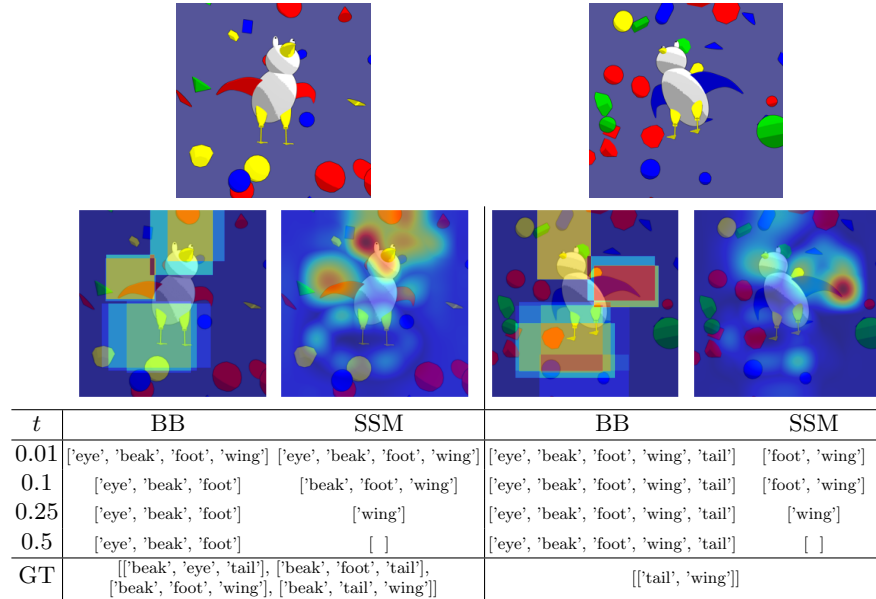 t BB SSM BB SSM
0.01 ['eye', 'beak', 'foot', 'wing'] ['eye', 'beak', 'foot', 'wing'] ['eye', 'beak', 'foot', 'wing', 'tail'] ['foot', 'wing']
0.1 ['eye', 'beak', 'foot'] ['beak', 'foot', 'wing'] ['eye', 'beak', 'foot', 'wing', 'tail'] ['foot', 'wing']
0.25 ['eye', 'beak', 'foot'] ['wing'] ['eye', 'beak', 'foot', 'wing', 'tail'] ['wing']
0.5 ['eye', 'beak', 'foot'] [ ] ['eye', 'beak', 'foot', 'wing', 'tail'] [ ]
GT [['beak', 'eye', 'tail'], ['beak', 'foot', 'tail'],
['beak', 'foot', 'wing'], ['beak', 'tail', 'wing']]
[['tail', 'wing']]